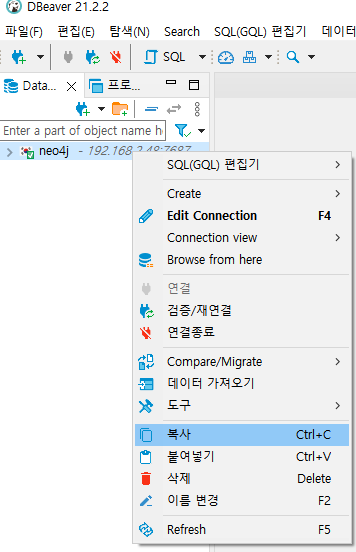 DBeaver 21.2.2
파일(F) 편집(E) 탐색(N) Search SQL(GQL) 편집기 데이터
SQL
Data... 프로...
Enter a part of object name he
neo4j - 192.168.2.48:7687
SQL(GQL) 편집기
Create
Edit Connection F4
Connection view
Browse from here
연결
검증/재연결
연결종료
Compare/Migrate
데이터 가져오기
도구
복사 Ctrl+C
붙여넣기 Ctrl+V
삭제 Delete
이름 변경 F2
Refresh F5